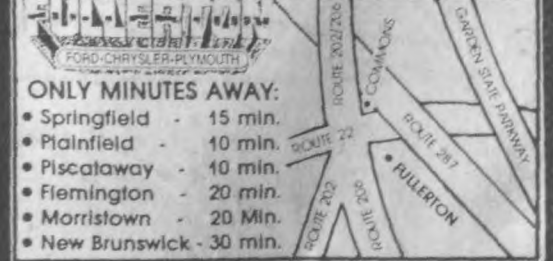 FORD-CHRYSLER-PLYMOUTH
ONLY MINUTES AWAY:
• Springfield - 15 min.
• Plainfield - 10 min.
• Piscataway - 10 min.
• Flemington - 20 min.
• Morristown - 20 Min.
• New Brunswick - 30 min.
ROUTE 202/206
COMMONS
GARDEN STATE PARKWAY
ROUTE 22
ROUTE 287
FULLERTON
ROUTE 202
ROUTE 206